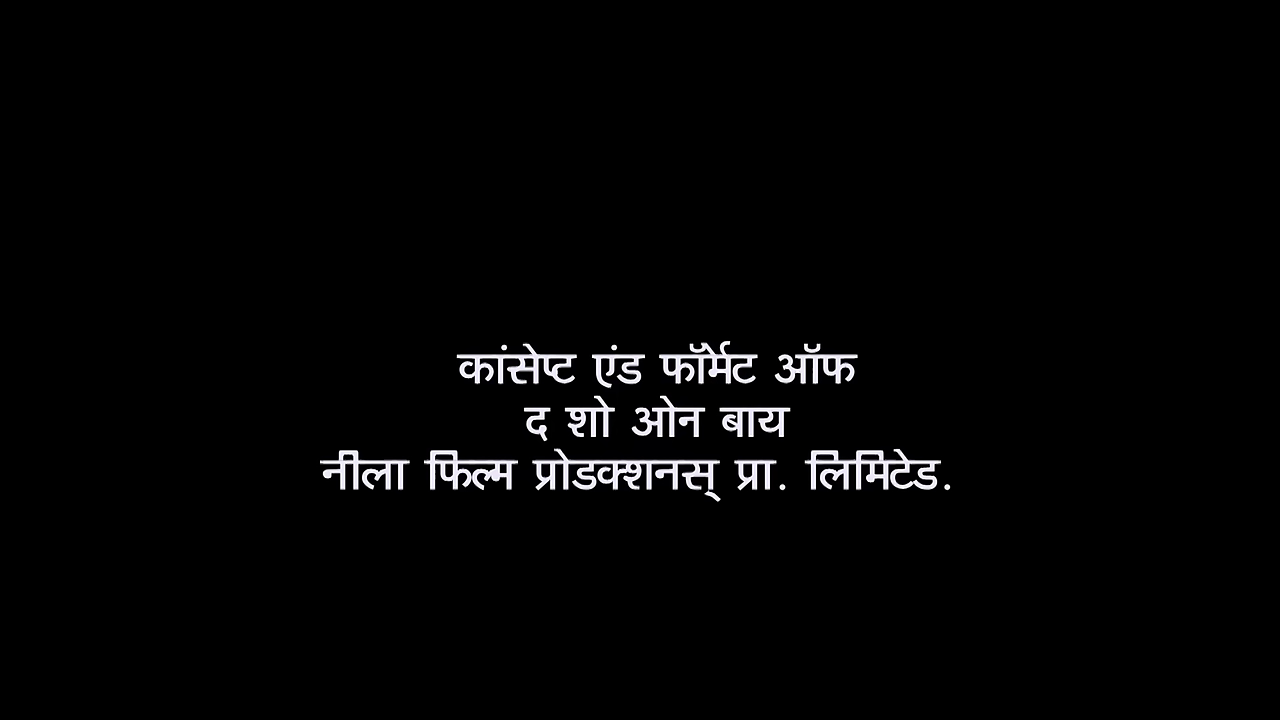 कांसेप्ट एंड फॉर्मेट ऑफ
द शो ओन बाय
नीला फिल्म प्रोडक्शनस् प्रा. लिमिटेड.